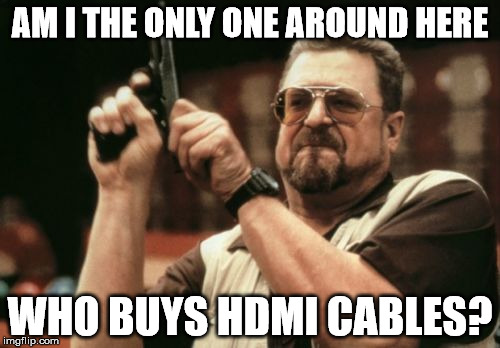 AM I THE ONLY ONE AROUND HERE
WHO BUYS HDMI CABLES?
imgflip.com